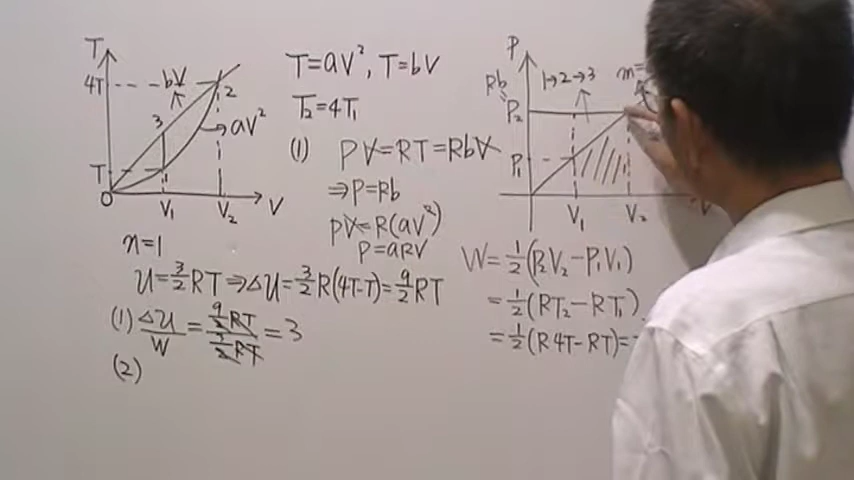 T
4T
bV
2
3
aV²
T
0
V₁
V₂
V
n=1
T=aV², T=bV
T₂=4T₁
(1) PV=RT=RbV
⇒P=Rb
PV=R(aV²)
P=aRV
P
Rb
1→2→3
n=
P₂
P₁
V₁
V₂
U=3/2RT⇒ΔU=3/2R(4T-T)=9/2RT
(1) ΔU/W=(9/2RT)/(3/2RT)=3
(2)
W=1/2(P₂V₂-P₁V₁)
=1/2(RT₂-RT₁)
=1/2(R4T-RT)=